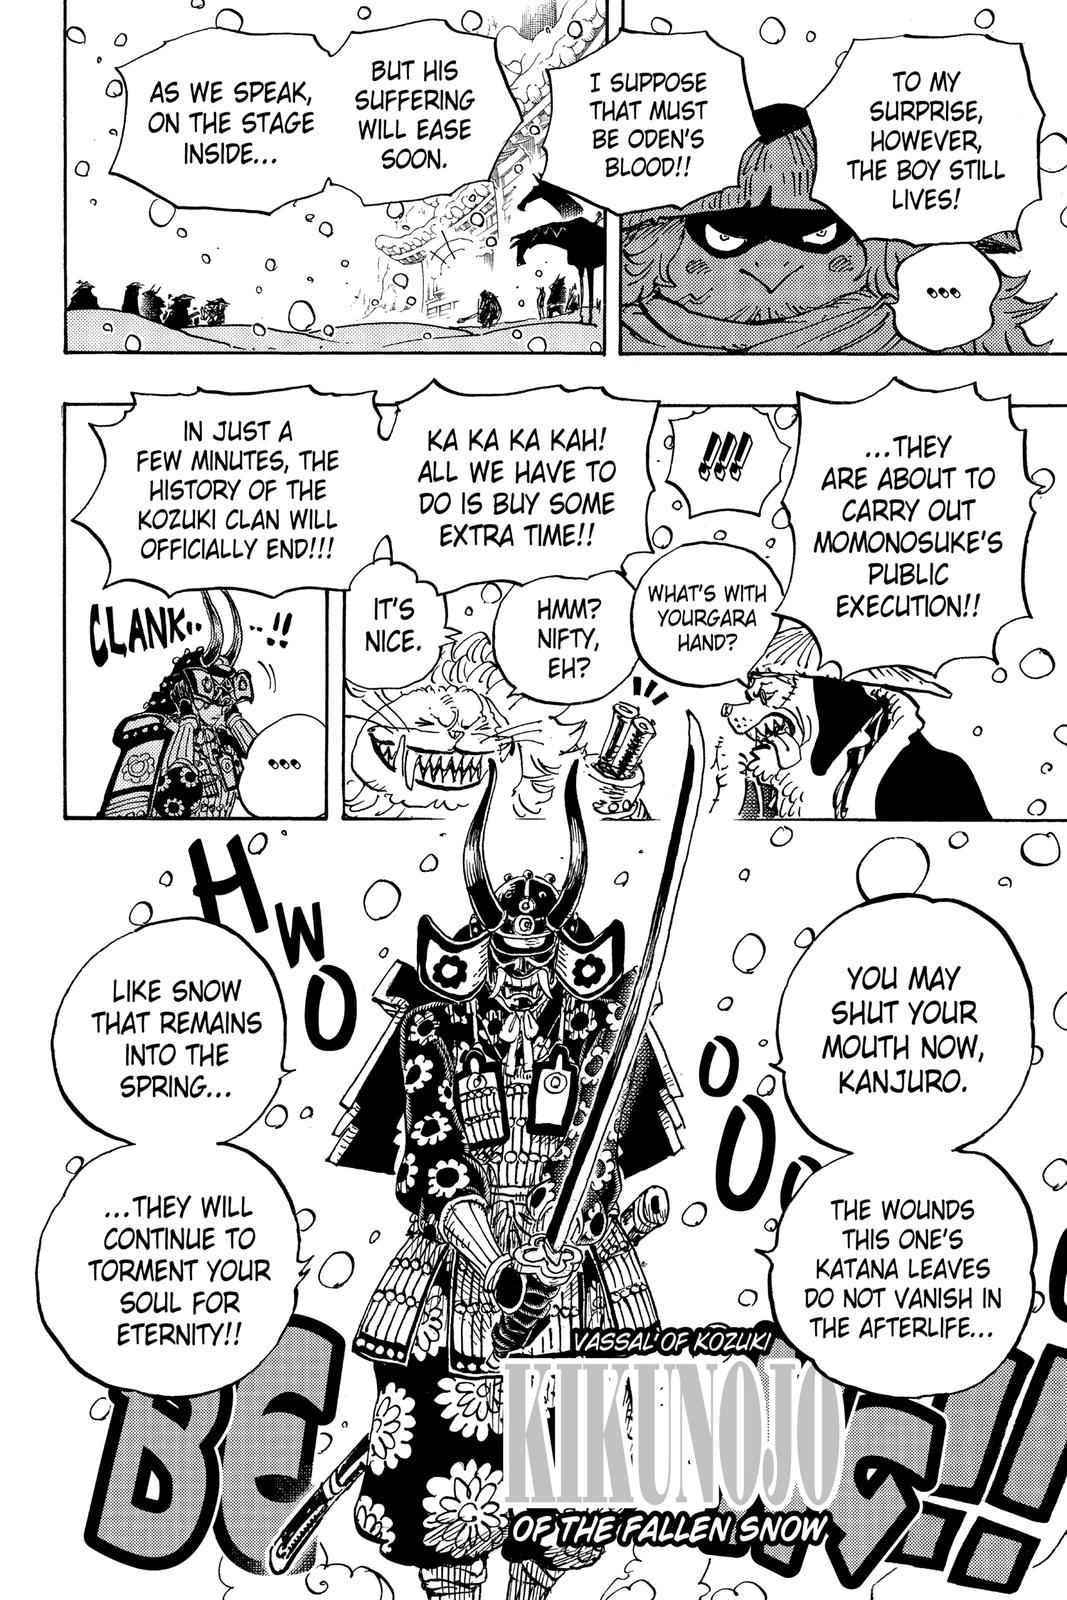 TO MY
SURPRISE,
HOWEVER,
THE BOY STILL
LIVES!
I SUPPOSE
THAT MUST
BE ODEN'S
BLOOD!!
...
BUT HIS
SUFFERING
WILL EASE
SOON.
AS WE SPEAK,
ON THE STAGE
INSIDE...
...THEY
ARE ABOUT TO
CARRY OUT
MOMONOSUKE'S
PUBLIC
EXECUTION!!
!!!
WHAT'S WITH
YOURGARA
HAND?
HMM?
NIFTY,
EH?
IT'S
NICE.
KA KA KA KAH!
ALL WE HAVE TO
DO IS BUY SOME
EXTRA TIME!!
IN JUST A
FEW MINUTES, THE
HISTORY OF THE
KOZUKI CLAN WILL
OFFICIALLY END!!!
CLANK..
..!!
...
YOU MAY
SHUT YOUR
MOUTH NOW,
KANJURO.
THE WOUNDS
THIS ONE'S
KATANA LEAVES
DO NOT VANISH IN
THE AFTERLIFE...
HWO
OOO
LIKE SNOW
THAT REMAINS
INTO THE
SPRING...
...THEY WILL
CONTINUE TO
TORMENT YOUR
SOUL FOR
ETERNITY!!
VASSAL OF KOZUKI
KIKUNOJO
OF THE FALLEN SNOW